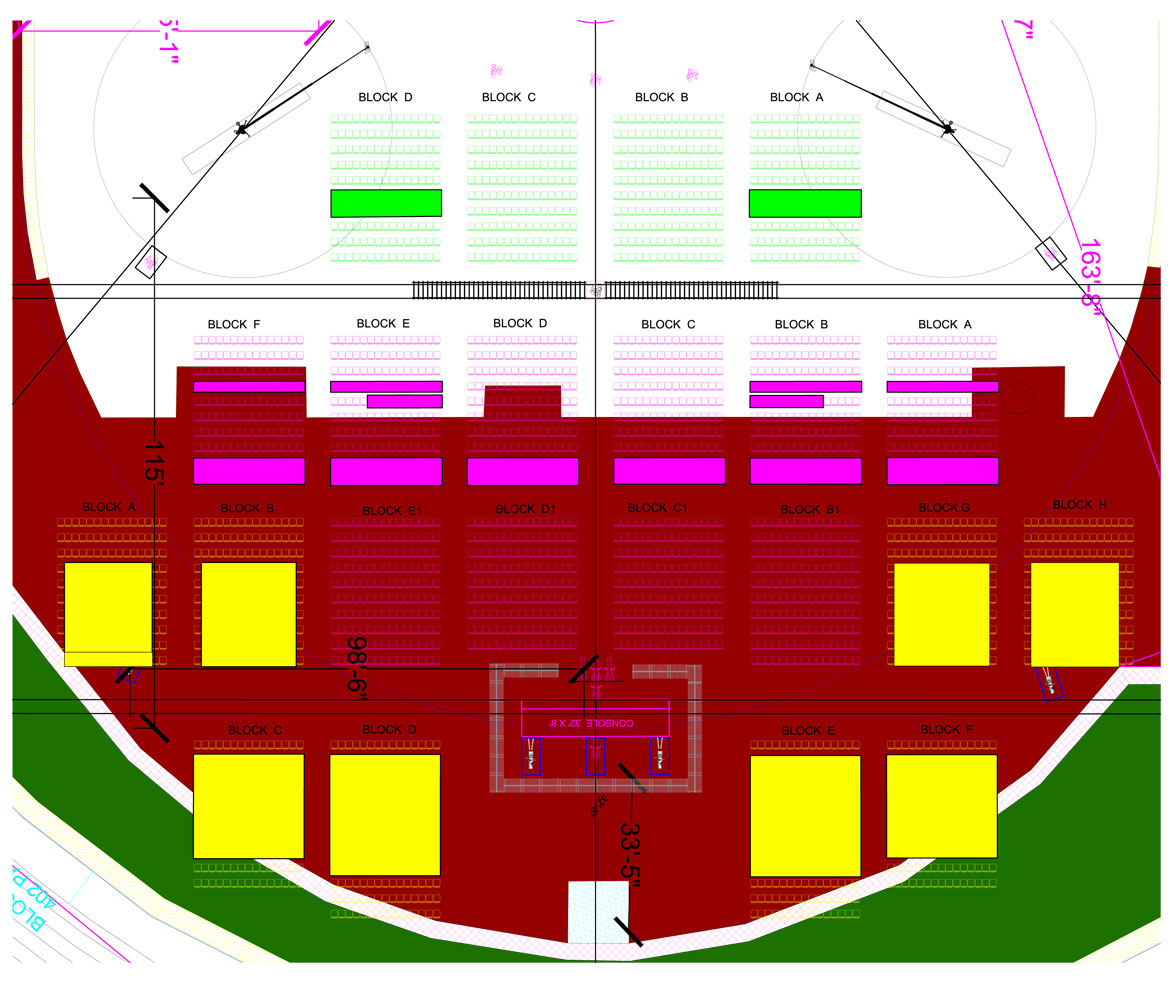 5'-1"
7"
BLOCK D
BLOCK C
BLOCK B
BLOCK A
163'-8"
BLOCK F
BLOCK E
BLOCK D
BLOCK C
BLOCK B
BLOCK A
115'
BLOCK A
BLOCK B
BLOCK E1
BLOCK D1
BLOCK C1
BLOCK B1
BLOCK G
BLOCK H
98'-6"
BLOCK C
BLOCK D
CONSOLE 32' X 8'
BLOCK E
BLOCK F
33'-5"
402 P